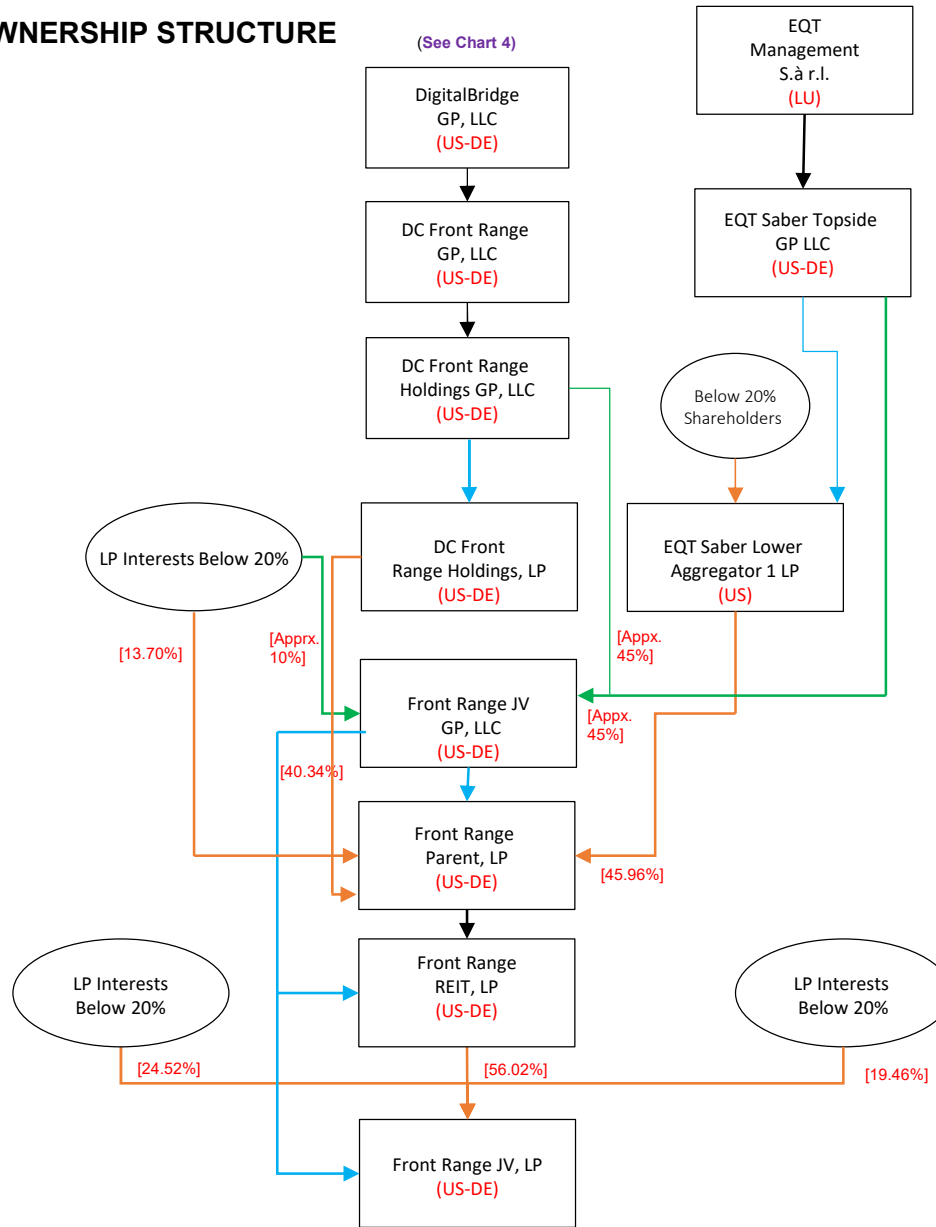 WNERSHIP STRUCTURE
(See Chart 4)
EQT
Management
S.à r.l.
(LU)
DigitalBridge
GP, LLC
(US-DE)
DC Front Range
GP, LLC
(US-DE)
EQT Saber Topside
GP LLC
(US-DE)
DC Front Range
Holdings GP, LLC
(US-DE)
Below 20%
Shareholders
LP Interests Below 20%
DC Front
Range Holdings, LP
(US-DE)
EQT Saber Lower
Aggregator 1 LP
(US)
[13.70%]
[Apprx.
10%]
[Appx.
45%]
Front Range JV
GP, LLC
(US-DE)
[Appx.
45%]
[40.34%]
Front Range
Parent, LP
(US-DE)
[45.96%]
LP Interests
Below 20%
Front Range
REIT, LP
(US-DE)
LP Interests
Below 20%
[24.52%]
[56.02%]
[19.46%]
Front Range JV, LP
(US-DE)